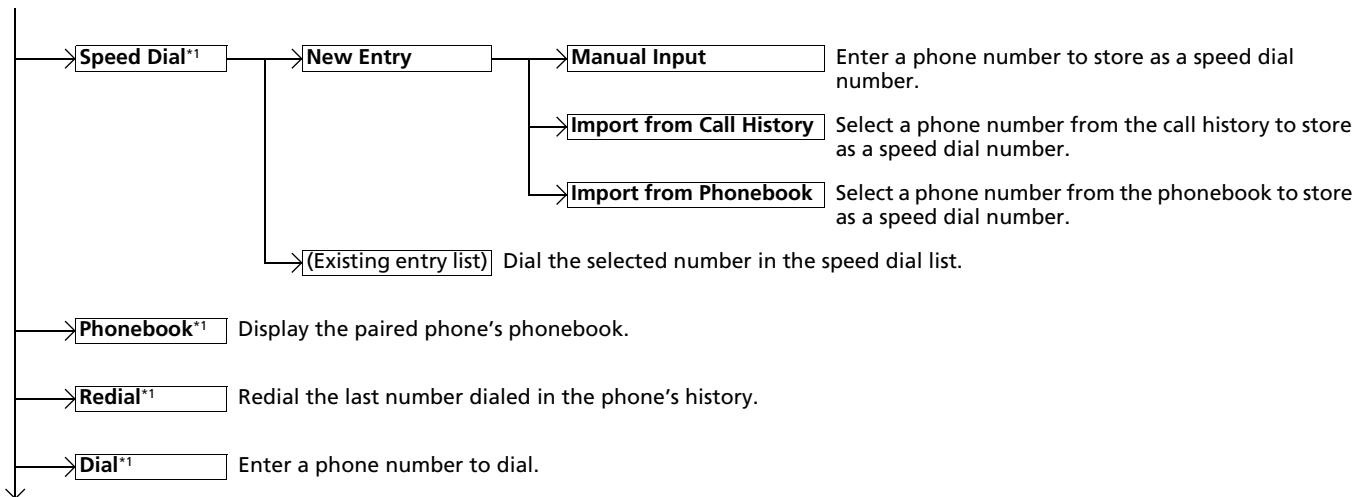 Speed Dial*1
New Entry
Manual Input
Enter a phone number to store as a speed dial
number.
Import from Call History
Select a phone number from the call history to store
as a speed dial number.
Import from Phonebook
Select a phone number from the phonebook to store
as a speed dial number.
(Existing entry list)
Dial the selected number in the speed dial list.
Phonebook*1
Display the paired phone’s phonebook.
Redial*1
Redial the last number dialed in the phone’s history.
Dial*1
Enter a phone number to dial.